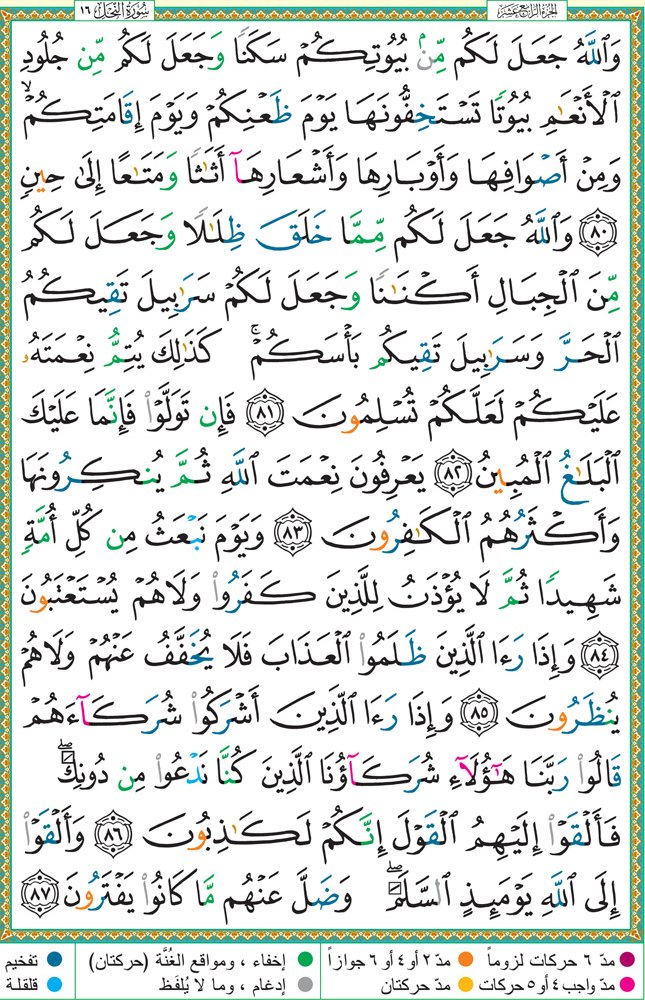 الجزء الرابع عشر
سورة النحل ١٦
وَٱللَّهُ جَعَلَ لَكُم مِّنۢ بُيُوتِكُمْ سَكَنًا وَجَعَلَ لَكُم مِّن جُلُودِ
ٱلْأَنْعَٰمِ بُيُوتًا تَسْتَخِفُّونَهَا يَوْمَ ظَعْنِكُمْ وَيَوْمَ إِقَامَتِكُمْ ۙ
وَمِنْ أَصْوَافِهَا وَأَوْبَارِهَا وَأَشْعَارِهَآ أَثَٰثًا وَمَتَٰعًا إِلَىٰ حِينٍ
٨٠ وَٱللَّهُ جَعَلَ لَكُم مِّمَّا خَلَقَ ظِلَٰلًا وَجَعَلَ لَكُم
مِّنَ ٱلْجِبَالِ أَكْنَٰنًا وَجَعَلَ لَكُمْ سَرَٰبِيلَ تَقِيكُمُ
ٱلْحَرَّ وَسَرَٰبِيلَ تَقِيكُم بَأْسَكُمْ ۚ كَذَٰلِكَ يُتِمُّ نِعْمَتَهُۥ
عَلَيْكُمْ لَعَلَّكُمْ تُسْلِمُونَ ٨١ فَإِن تَوَلَّوْا۟ فَإِنَّمَا عَلَيْكَ
ٱلْبَلَٰغُ ٱلْمُبِينُ ٨٢ يَعْرِفُونَ نِعْمَتَ ٱللَّهِ ثُمَّ يُنكِرُونَهَا
وَأَكْثَرُهُمُ ٱلْكَٰفِرُونَ ٨٣ وَيَوْمَ نَبْعَثُ مِن كُلِّ أُمَّةٍ
شَهِيدًا ثُمَّ لَا يُؤْذَنُ لِلَّذِينَ كَفَرُوا۟ وَلَا هُمْ يُسْتَعْتَبُونَ
٨٤ وَإِذَا رَءَا ٱلَّذِينَ ظَلَمُوا۟ ٱلْعَذَابَ فَلَا يُخَفَّفُ عَنْهُمْ وَلَا هُمْ
يُنظَرُونَ ٨٥ وَإِذَا رَءَا ٱلَّذِينَ أَشْرَكُوا۟ شُرَكَآءَهُمْ
قَالُوا۟ رَبَّنَا هَٰٓؤُلَآءِ شُرَكَآؤُنَا ٱلَّذِينَ كُنَّا نَدْعُوا۟ مِن دُونِكَ ۖ
فَأَلْقَوْا۟ إِلَيْهِمُ ٱلْقَوْلَ إِنَّكُمْ لَكَٰذِبُونَ ٨٦ وَأَلْقَوْا۟
إِلَى ٱللَّهِ يَوْمَئِذٍ ٱلسَّلَمَ ۖ وَضَلَّ عَنْهُم مَّا كَانُوا۟ يَفْتَرُونَ ٨٧
مدّ ٦ حركات لزوماً مدّ ٢ أو ٤ أو ٦ جوازاً إخفاء ، ومواقع الغُنَّة (حركتان) تفخيم
مدّ واجب ٤ أو ٥ حركات مدّ حركتان إدغام ، وما لا يُلفَظ قلقلة